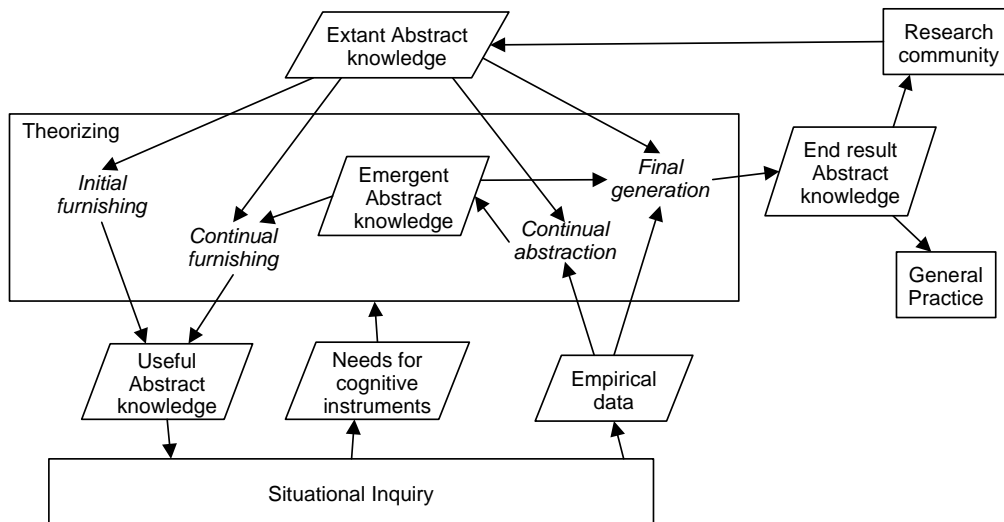 Extant Abstract
knowledge
Research
community
Theorizing
Initial
furnishing
Continual
furnishing
Emergent
Abstract
knowledge
Continual
abstraction
Final
generation
End result
Abstract
knowledge
General
Practice
Useful
Abstract
knowledge
Needs for
cognitive
instruments
Empirical
data
Situational Inquiry